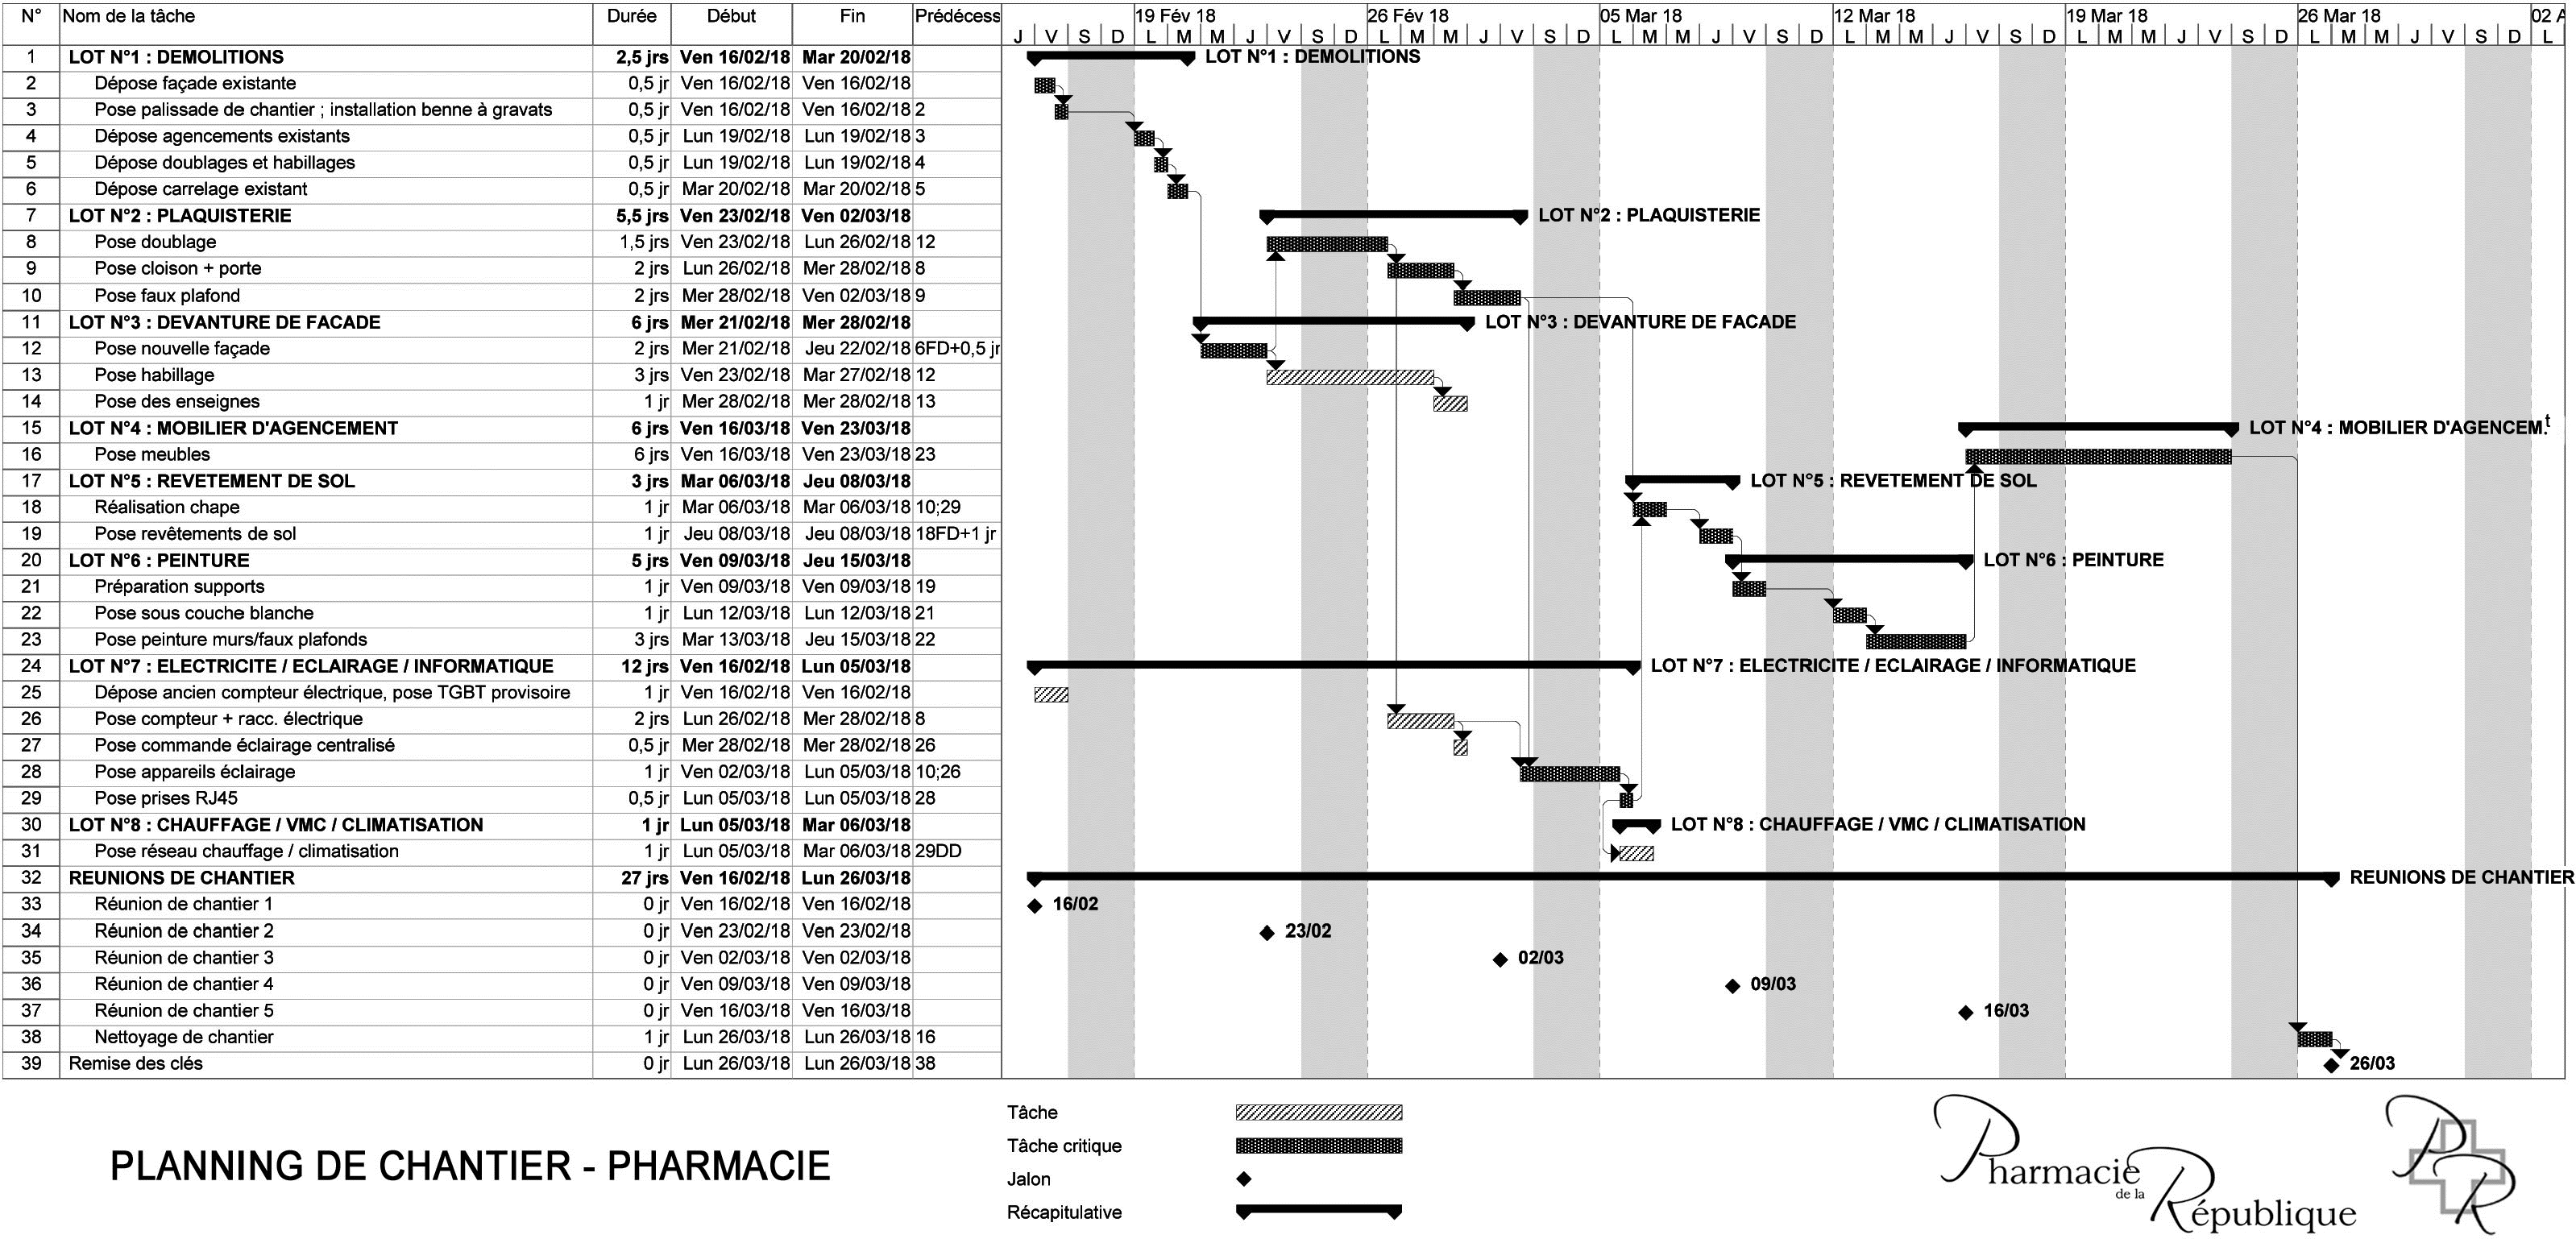 N° Nom de la tâche Durée Début Fin Prédécess 19 Fév 18 26 Fév 18 05 Mar 18 12 Mar 18 19 Mar 18 26 Mar 18 02 A
J V S D L M M J V S D L M M J V S D L M M J V S D L M M J V S D L M M J V S D L M M J V S D L
1 LOT N°1 : DEMOLITIONS 2,5 jrs Ven 16/02/18 Mar 20/02/18 LOT N°1 : DEMOLITIONS
2 Dépose façade existante 0,5 jr Ven 16/02/18 Ven 16/02/18
3 Pose palissade de chantier ; installation benne à gravats 0,5 jr Ven 16/02/18 Ven 16/02/18 2
4 Dépose agencements existants 0,5 jr Lun 19/02/18 Lun 19/02/18 3
5 Dépose doublages et habillages 0,5 jr Lun 19/02/18 Lun 19/02/18 4
6 Dépose carrelage existant 0,5 jr Mar 20/02/18 Mar 20/02/18 5
7 LOT N°2 : PLAQUISTERIE 5,5 jrs Ven 23/02/18 Ven 02/03/18 LOT N°2 : PLAQUISTERIE
8 Pose doublage 1,5 jrs Ven 23/02/18 Lun 26/02/18 12
9 Pose cloison + porte 2 jrs Lun 26/02/18 Mer 28/02/18 8
10 Pose faux plafond 2 jrs Mer 28/02/18 Ven 02/03/18 9
11 LOT N°3 : DEVANTURE DE FACADE 6 jrs Mer 21/02/18 Mer 28/02/18 LOT N°3 : DEVANTURE DE FACADE
12 Pose nouvelle façade 2 jrs Mer 21/02/18 Jeu 22/02/18 6FD+0,5 jr
13 Pose habillage 3 jrs Ven 23/02/18 Mar 27/02/18 12
14 Pose des enseignes 1 jr Mer 28/02/18 Mer 28/02/18 13
15 LOT N°4 : MOBILIER D'AGENCEMENT 6 jrs Ven 16/03/18 Ven 23/03/18 LOT N°4 : MOBILIER D'AGENCEM.t
16 Pose meubles 6 jrs Ven 16/03/18 Ven 23/03/18 23
17 LOT N°5 : REVETEMENT DE SOL 3 jrs Mar 06/03/18 Jeu 08/03/18 LOT N°5 : REVETEMENT DE SOL
18 Réalisation chape 1 jr Mar 06/03/18 Mar 06/03/18 10;29
19 Pose revêtements de sol 1 jr Jeu 08/03/18 Jeu 08/03/18 18FD+1 jr
20 LOT N°6 : PEINTURE 5 jrs Ven 09/03/18 Jeu 15/03/18 LOT N°6 : PEINTURE
21 Préparation supports 1 jr Ven 09/03/18 Ven 09/03/18 19
22 Pose sous couche blanche 1 jr Lun 12/03/18 Lun 12/03/18 21
23 Pose peinture murs/faux plafonds 3 jrs Mar 13/03/18 Jeu 15/03/18 22
24 LOT N°7 : ELECTRICITE / ECLAIRAGE / INFORMATIQUE 12 jrs Ven 16/02/18 Lun 05/03/18 LOT N°7 : ELECTRICITE / ECLAIRAGE / INFORMATIQUE
25 Dépose ancien compteur électrique, pose TGBT provisoire 1 jr Ven 16/02/18 Ven 16/02/18
26 Pose compteur + racc. électrique 2 jrs Lun 26/02/18 Mer 28/02/18 8
27 Pose commande éclairage centralisé 0,5 jr Mer 28/02/18 Mer 28/02/18 26
28 Pose appareils éclairage 1 jr Ven 02/03/18 Lun 05/03/18 10;26
29 Pose prises RJ45 0,5 jr Lun 05/03/18 Lun 05/03/18 28
30 LOT N°8 : CHAUFFAGE / VMC / CLIMATISATION 1 jr Lun 05/03/18 Mar 06/03/18 LOT N°8 : CHAUFFAGE / VMC / CLIMATISATION
31 Pose réseau chauffage / climatisation 1 jr Lun 05/03/18 Mar 06/03/18 29DD
32 REUNIONS DE CHANTIER 27 jrs Ven 16/02/18 Lun 26/03/18 REUNIONS DE CHANTIER
33 Réunion de chantier 1 0 jr Ven 16/02/18 Ven 16/02/18 16/02
34 Réunion de chantier 2 0 jr Ven 23/02/18 Ven 23/02/18 23/02
35 Réunion de chantier 3 0 jr Ven 02/03/18 Ven 02/03/18 02/03
36 Réunion de chantier 4 0 jr Ven 09/03/18 Ven 09/03/18 09/03
37 Réunion de chantier 5 0 jr Ven 16/03/18 Ven 16/03/18 16/03
38 Nettoyage de chantier 1 jr Lun 26/03/18 Lun 26/03/18 16
39 Remise des clés 0 jr Lun 26/03/18 Lun 26/03/18 38 26/03
PLANNING DE CHANTIER - PHARMACIE
Tâche
Tâche critique
Jalon
Récapitulative
Pharmacie
de la
République
PR